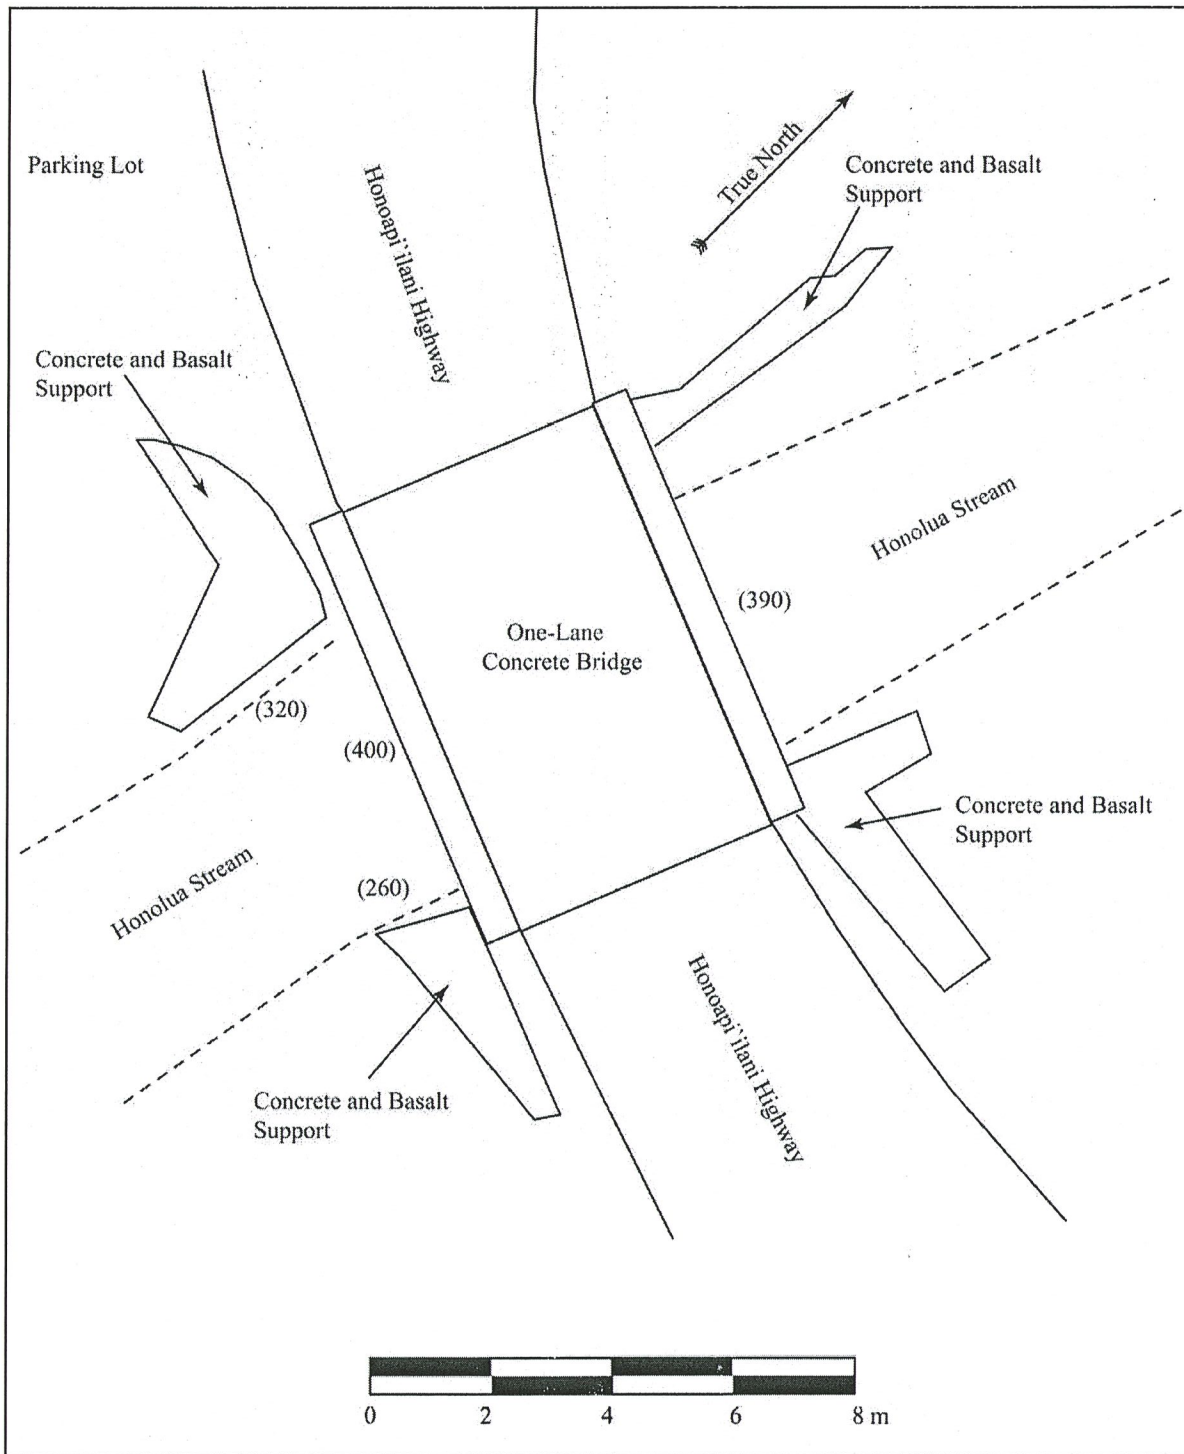 True North
Parking Lot
Honoapi`ilani Highway
Concrete and Basalt
Support
Concrete and Basalt
Support
Honolua Stream
(390)
One-Lane
Concrete Bridge
(320)
(400)
Concrete and Basalt
Support
Honolua Stream
(260)
Honoapi`ilani Highway
Concrete and Basalt
Support
0 2 4 6 8 m